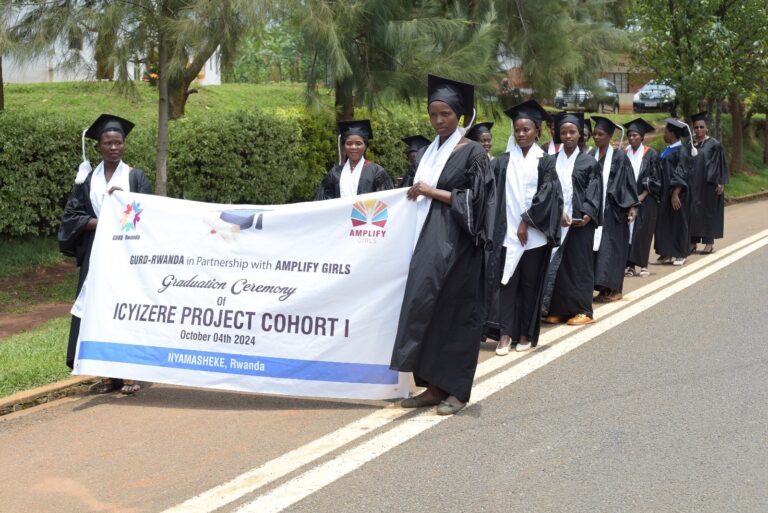 GURD-Rwanda
AMPLIFY
GIRLS
GURD-RWANDA in Partnership with AMPLIFY GIRLS
Graduation Ceremony
Of
ICYIZERE PROJECT COHORT I
October 04th 2024
NYAMASHEKE, Rwanda